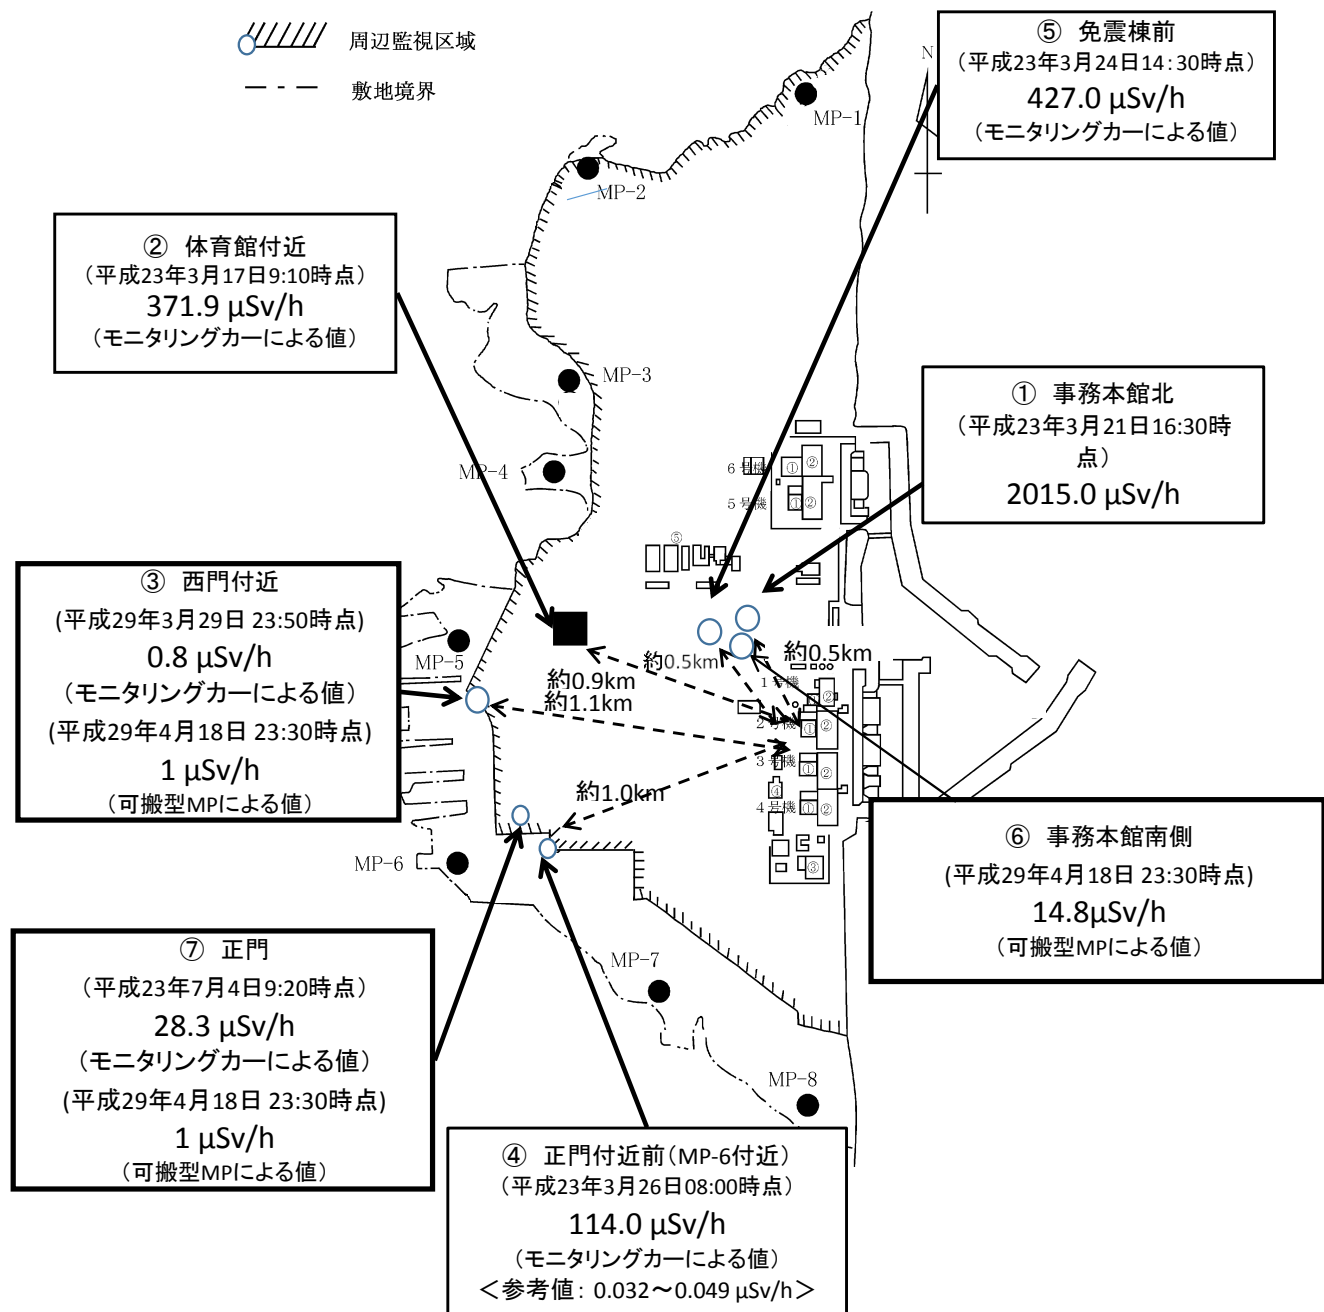 周辺監視区域
敷地境界
⑤ 免震棟前
(平成23年3月24日14:30時点)
427.0 μSv/h
(モニタリングカーによる値)
N
MP-1
MP-2
② 体育館付近
(平成23年3月17日9:10時点)
371.9 μSv/h
(モニタリングカーによる値)
MP-3
① 事務本館北
(平成23年3月21日16:30時
点)
2015.0 μSv/h
MP-4
6号機
① ②
5号機
① ②
⑤
③ 西門付近
(平成29年3月29日 23:50時点)
0.8 μSv/h
(モニタリングカーによる値)
(平成29年4月18日 23:30時点)
1 μSv/h
(可搬型MPによる値)
MP-5
約0.5km
約0.5km
約0.9km
約1.1km
1号機
②
2号機
① ②
3号機
① ②
約1.0km
④
4号機
① ②
③
MP-6
⑥ 事務本館南側
(平成29年4月18日 23:30時点)
14.8μSv/h
(可搬型MPによる値)
⑦ 正門
(平成23年7月4日9:20時点)
28.3 μSv/h
(モニタリングカーによる値)
(平成29年4月18日 23:30時点)
1 μSv/h
(可搬型MPによる値)
MP-7
MP-8
④ 正門付近前(MP-6付近)
(平成23年3月26日08:00時点)
114.0 μSv/h
(モニタリングカーによる値)
＜参考値: 0.032～0.049 μSv/h＞